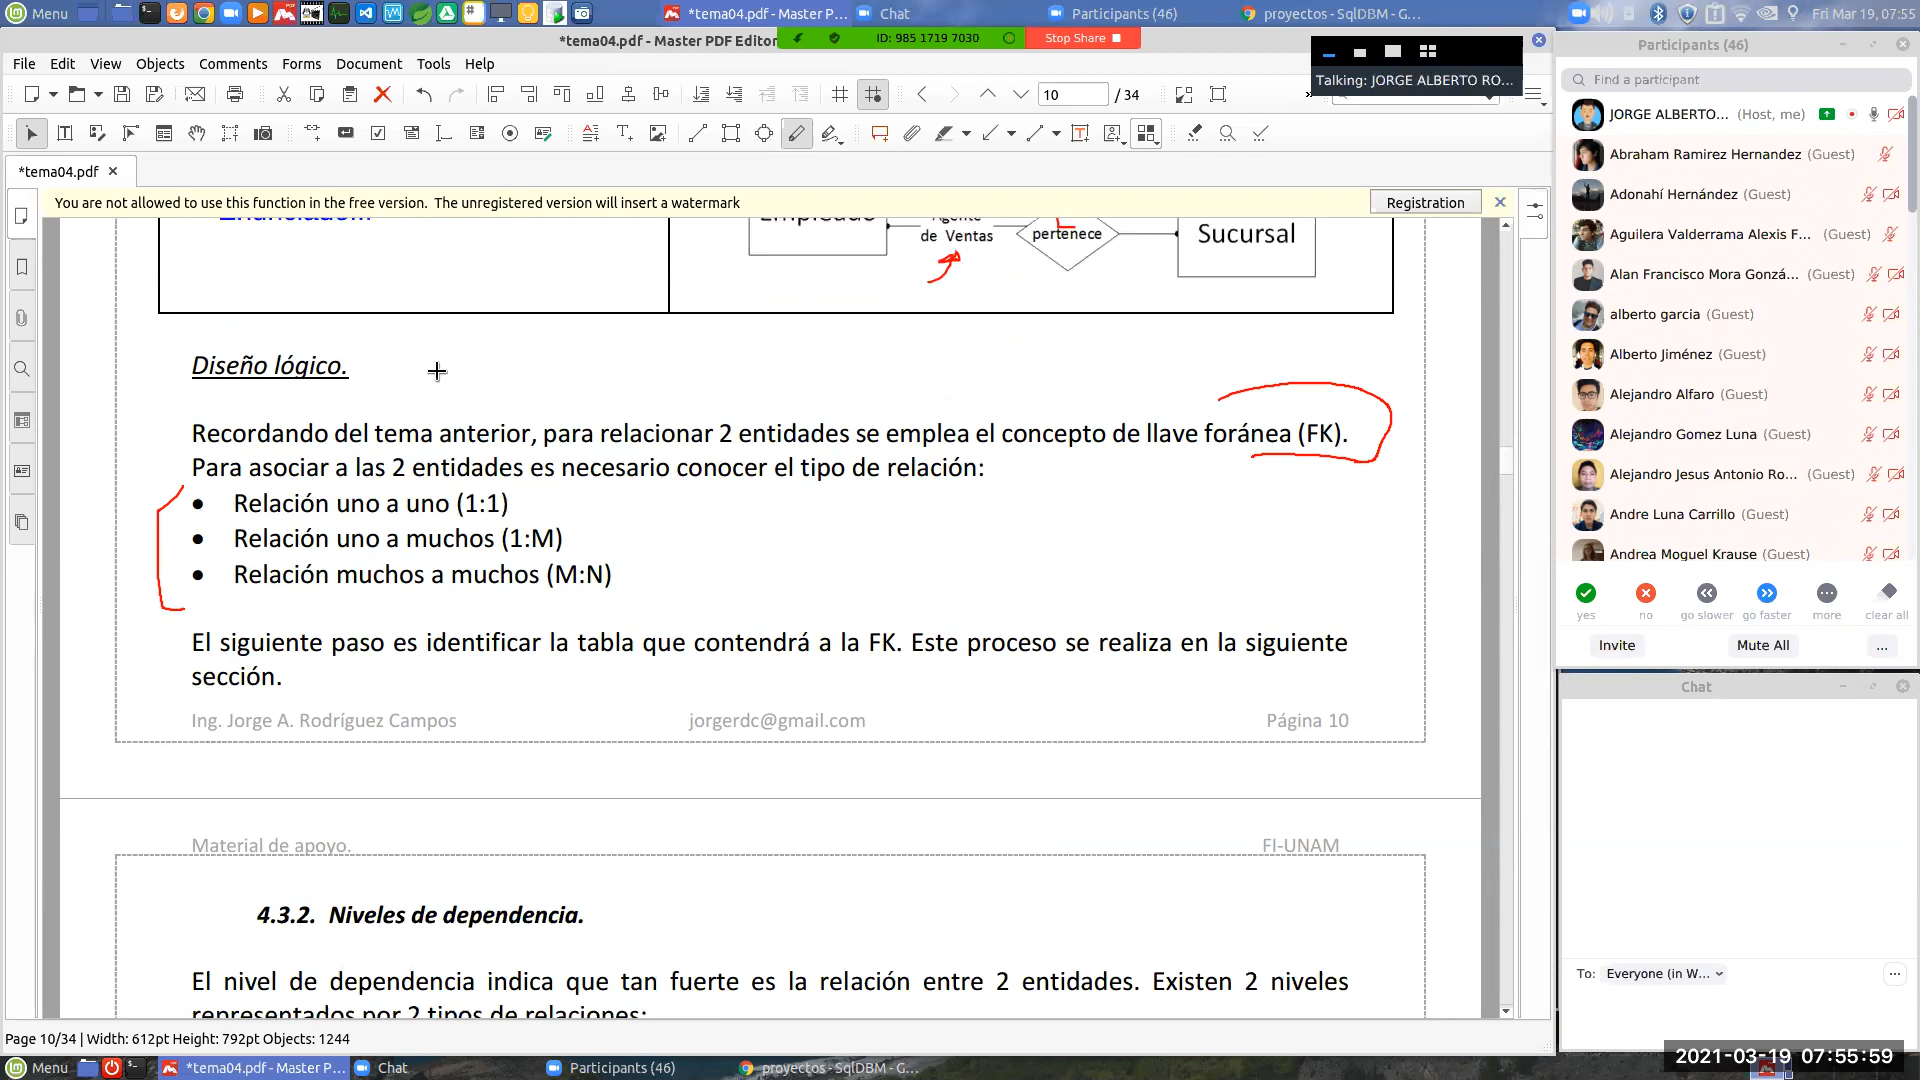 Menu
*tema04.pdf - Master P...
Chat
Participants (46)
proyectos - SqlDBM - G...
Fri Mar 19, 07:55
*tema04.pdf - Master PDF Editor
ID: 985 1719 7030
Stop Share
Talking: JORGE ALBERTO RO...
File Edit View Objects Comments Forms Document Tools Help
10 / 34
*tema04.pdf
You are not allowed to use this function in the free version. The unregistered version will insert a watermark
Registration
Agente
de Ventas
pertenece
Sucursal
Diseño lógico.
Recordando del tema anterior, para relacionar 2 entidades se emplea el concepto de llave foránea (FK).
Para asociar a las 2 entidades es necesario conocer el tipo de relación:
• Relación uno a uno (1:1)
• Relación uno a muchos (1:M)
• Relación muchos a muchos (M:N)
El siguiente paso es identificar la tabla que contendrá a la FK. Este proceso se realiza en la siguiente
sección.
Ing. Jorge A. Rodríguez Campos jorgerdc@gmail.com Página 10
Material de apoyo. FI-UNAM
4.3.2. Niveles de dependencia.
El nivel de dependencia indica que tan fuerte es la relación entre 2 entidades. Existen 2 niveles
representados por 2 tipos de relaciones:
Page 10/34 | Width: 612pt Height: 792pt Objects: 1244
Participants (46)
Find a participant
JORGE ALBERTO... (Host, me)
Abraham Ramirez Hernandez (Guest)
Adonahí Hernández (Guest)
Aguilera Valderrama Alexis F... (Guest)
Alan Francisco Mora Gonzá... (Guest)
alberto garcia (Guest)
Alberto Jiménez (Guest)
Alejandro Alfaro (Guest)
Alejandro Gomez Luna (Guest)
Alejandro Jesus Antonio Ro... (Guest)
Andre Luna Carrillo (Guest)
Andrea Moguel Krause (Guest)
yes no go slower go faster more clear all
Invite Mute All ...
Chat
To: Everyone (in W...
Menu
*tema04.pdf - Master P...
Chat
Participants (46)
proyectos - SqlDBM - G...
2021-03-19 07:55:59